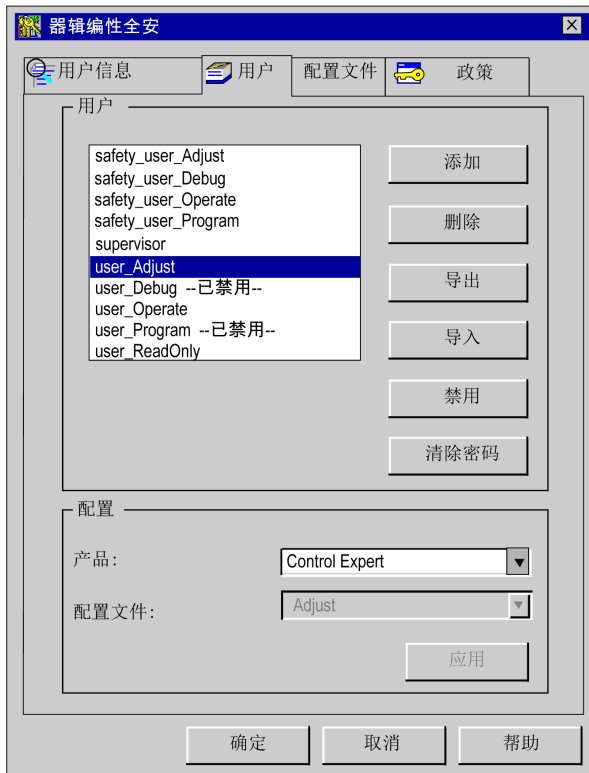 器辑编性全安
用户信息
用户
配置文件
政策
用户
safety_user_Adjust
safety_user_Debug
safety_user_Operate
safety_user_Program
supervisor
user_Adjust
user_Debug --已禁用--
user_Operate
user_Program --已禁用--
user_ReadOnly
添加
删除
导出
导入
禁用
清除密码
配置
产品:
Control Expert
配置文件:
Adjust
应用
确定
取消
帮助